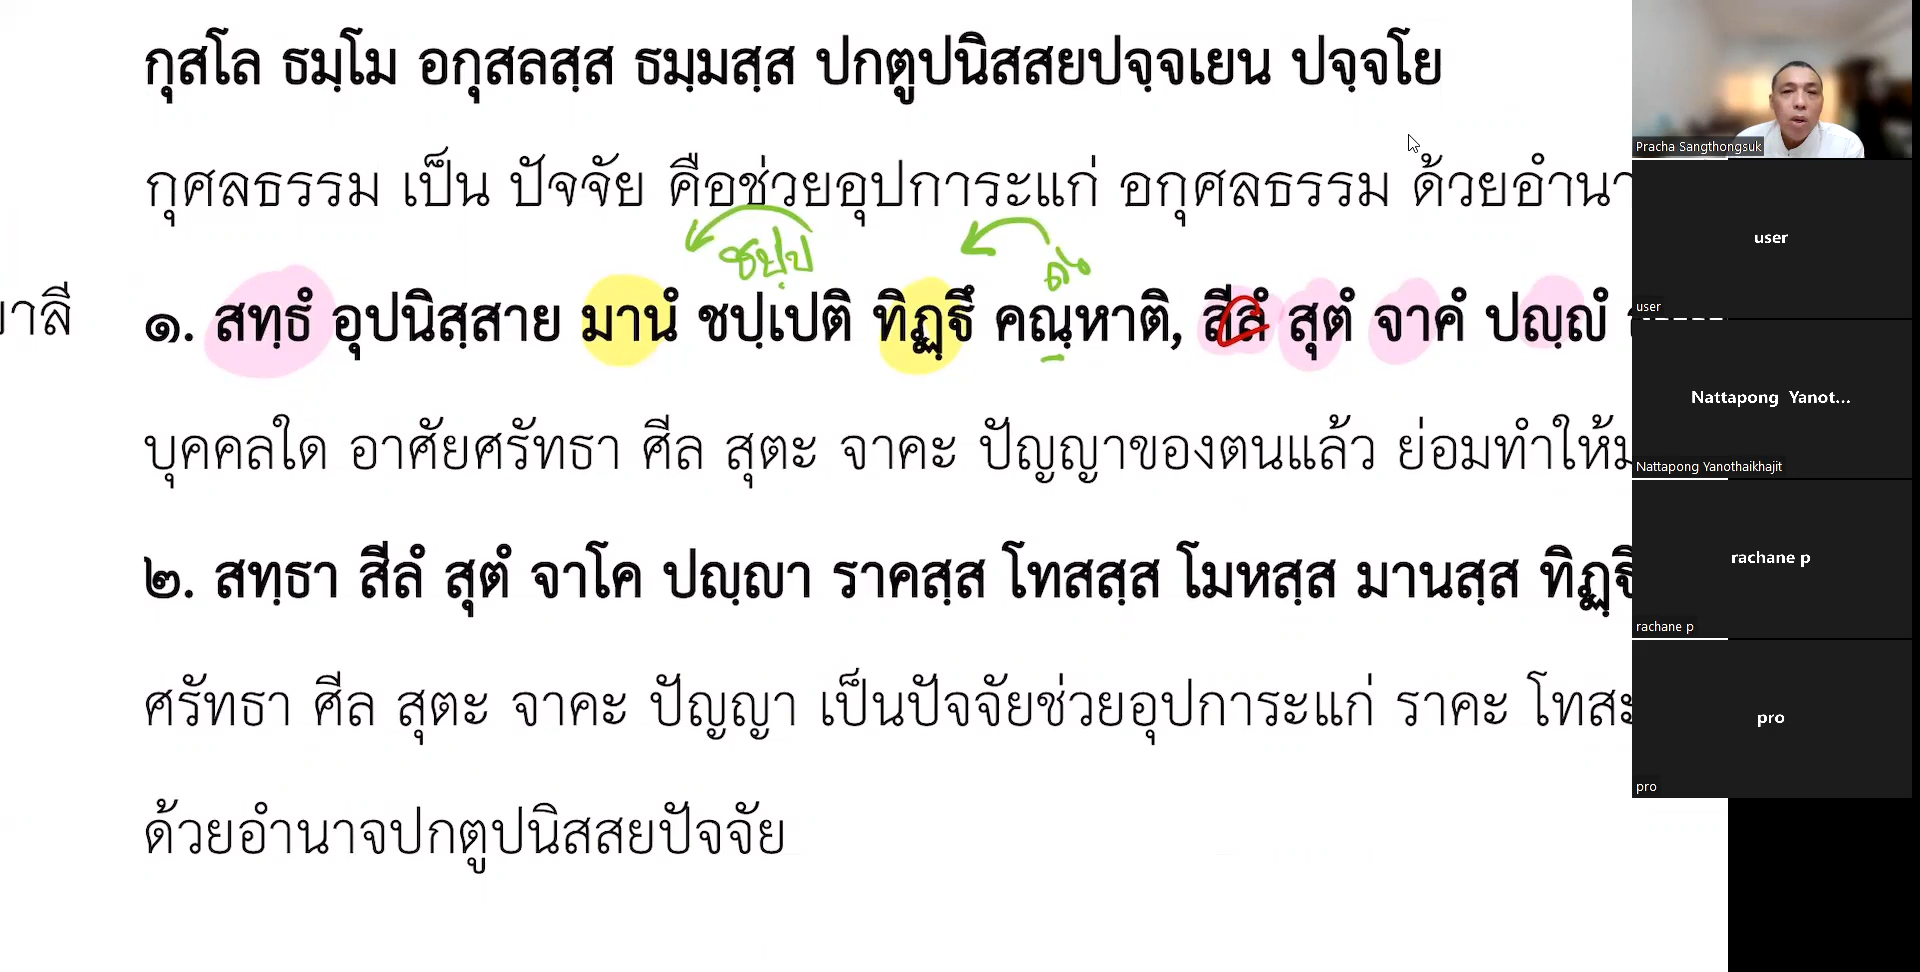 กุสโล ธมฺโม อกุสลสฺส ธมฺมสฺส ปกตูปนิสสยปจฺจเยน ปจฺจโย
กุศลธรรม เป็น ปัจจัย คือช่วยอุปการะแก่ อกุศลธรรม ด้วยอำนา
ชปฺป
าสี
๑. สทฺธํ อุปนิสฺสาย มานํ ชปฺเปติ ทิฏฺฐึ คณฺหาติ, สีลํ สุตํ จาคํ ปญฺญํ
บุคคลใด อาศัยศรัทธา ศีล สุตะ จาคะ ปัญญาของตนแล้ว ย่อมทำให้ม
๒. สทฺธา สีลํ สุตํ จาโค ปญฺญา ราคสฺส โทสสฺส โมหสฺส มานสฺส ทิฏฺฐิ
ศรัทธา ศีล สุตะ จาคะ ปัญญา เป็นปัจจัยช่วยอุปการะแก่ ราคะ โทสะ
ด้วยอำนาจปกตูปนิสสยปัจจัย
Pracha Sangthongsuk
user
user
Nattapong Yanot...
Nattapong Yanothaikhajit
rachane p
rachane p
pro
pro